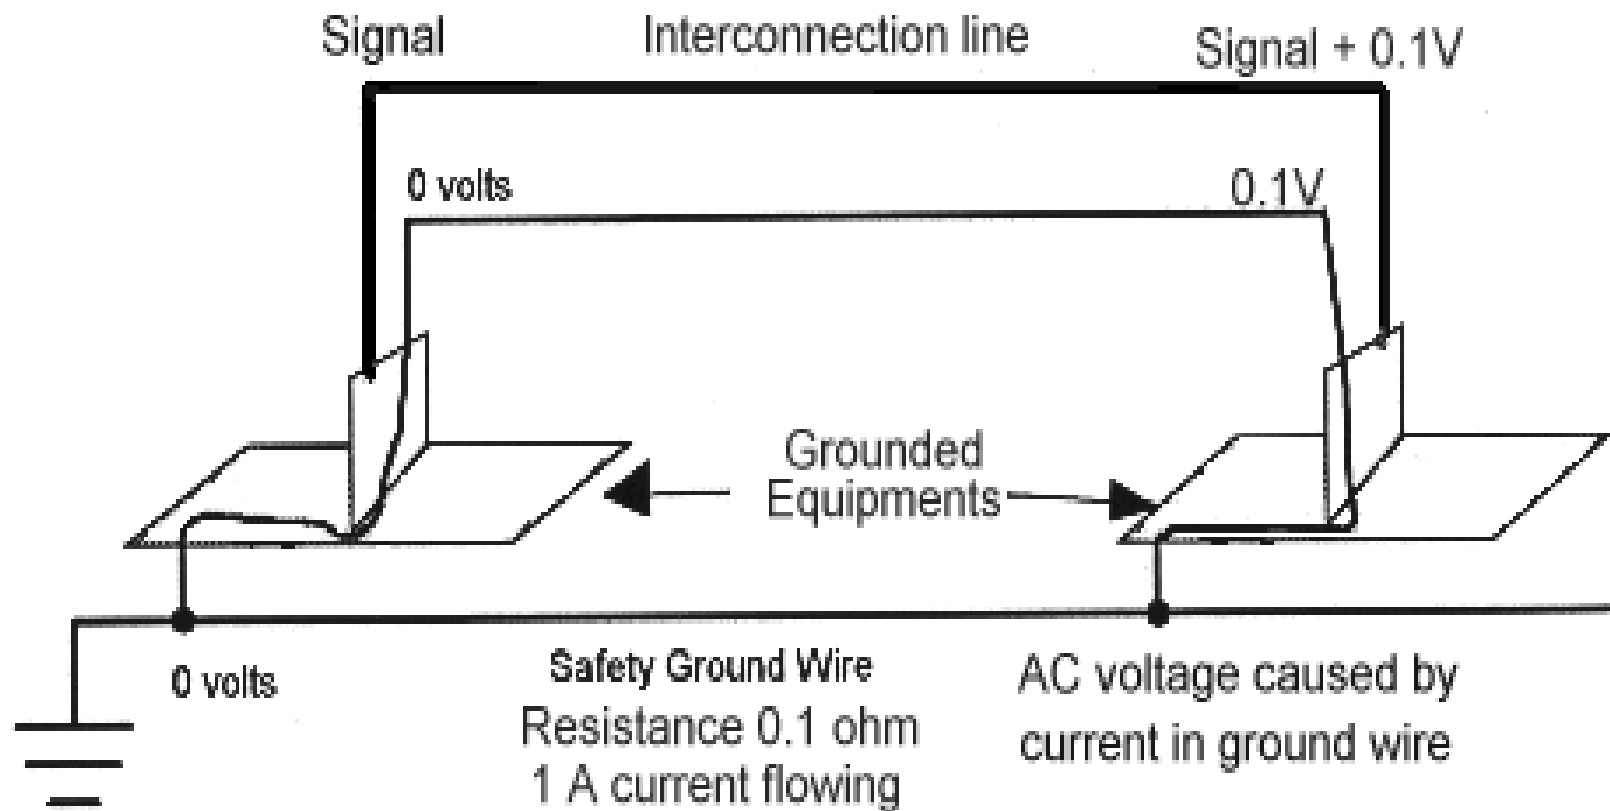 Signal
Interconnection line
Signal + 0.1V
0 volts
0.1V
Grounded
Equipments
0 volts
Safety Ground Wire
Resistance 0.1 ohm
1 A current flowing
AC voltage caused by
current in ground wire